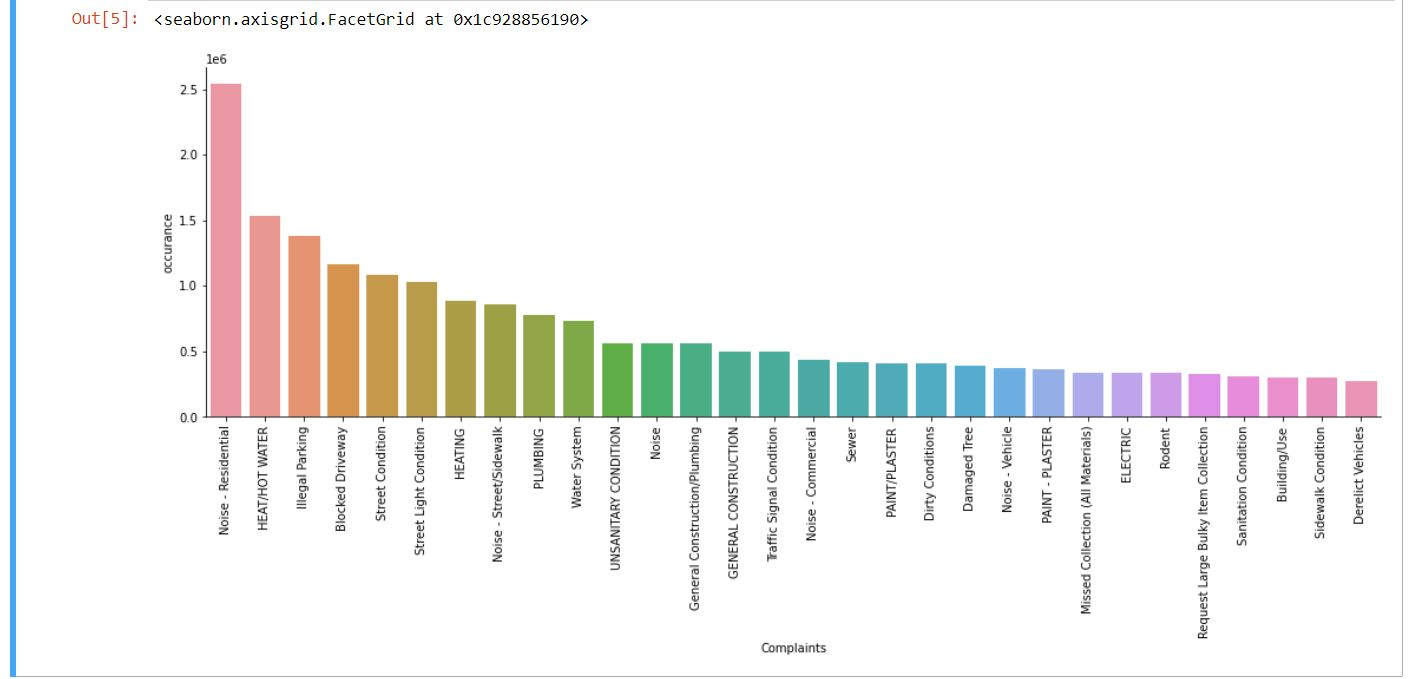 Out[5]: <seaborn.axisgrid.FacetGrid at 0x1c928856190>
1e6
2.5
2.0
1.5
1.0
0.5
0.0
occurance
Noise - Residential
HEAT/HOT WATER
Illegal Parking
Blocked Driveway
Street Condition
Street Light Condition
HEATING
Noise - Street/Sidewalk
PLUMBING
Water System
UNSANITARY CONDITION
Noise
General Construction/Plumbing
GENERAL CONSTRUCTION
Traffic Signal Condition
Noise - Commercial
Sewer
PAINT/PLASTER
Dirty Conditions
Damaged Tree
Noise - Vehicle
PAINT - PLASTER
Missed Collection (All Materials)
ELECTRIC
Rodent
Request Large Bulky Item Collection
Sanitation Condition
Building/Use
Sidewalk Condition
Derelict Vehicles
Complaints